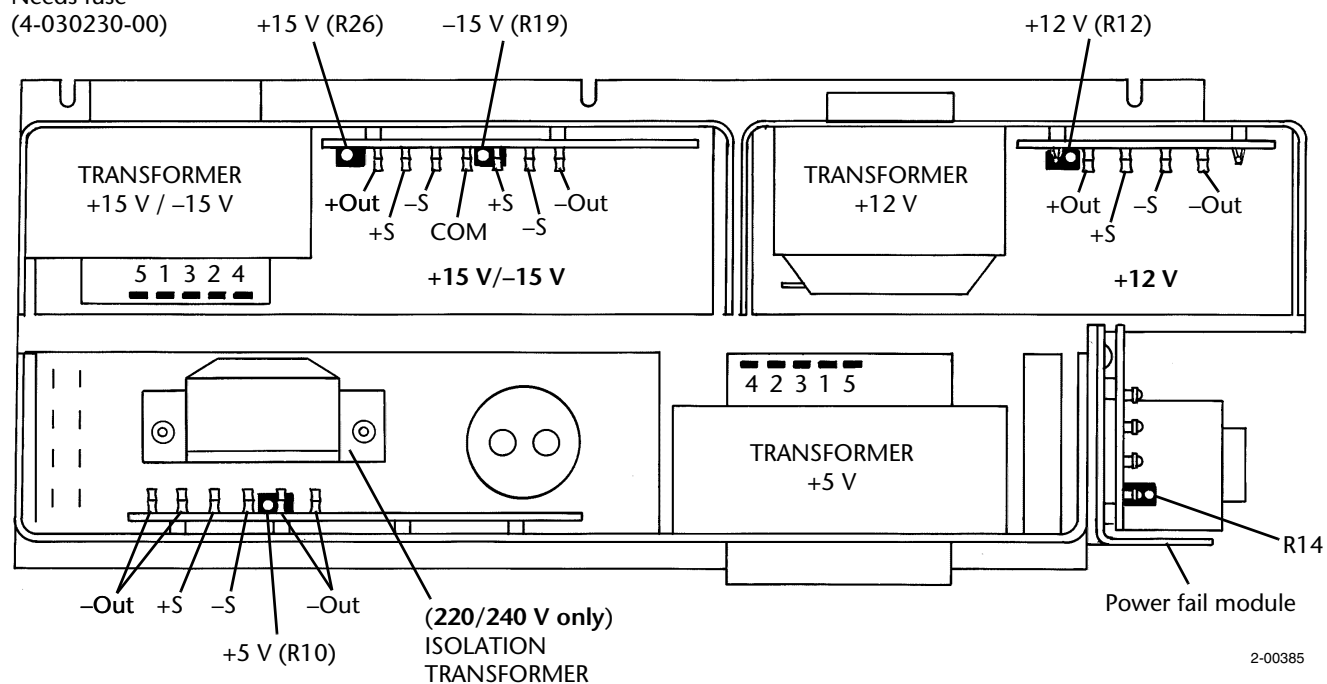 Needs fuse
(4-030230-00)
+15 V (R26)
–15 V (R19)
+12 V (R12)
TRANSFORMER
+15 V / –15 V
5 1 3 2 4
+Out
+S
–S
COM
+S
–S
–Out
+15 V/–15 V
TRANSFORMER
+12 V
+Out
+S
–S
–Out
+12 V
4 2 3 1 5
TRANSFORMER
+5 V
R14
Power fail module
–Out
+S
–S
–Out
+5 V (R10)
(220/240 V only)
ISOLATION
TRANSFORMER
2-00385